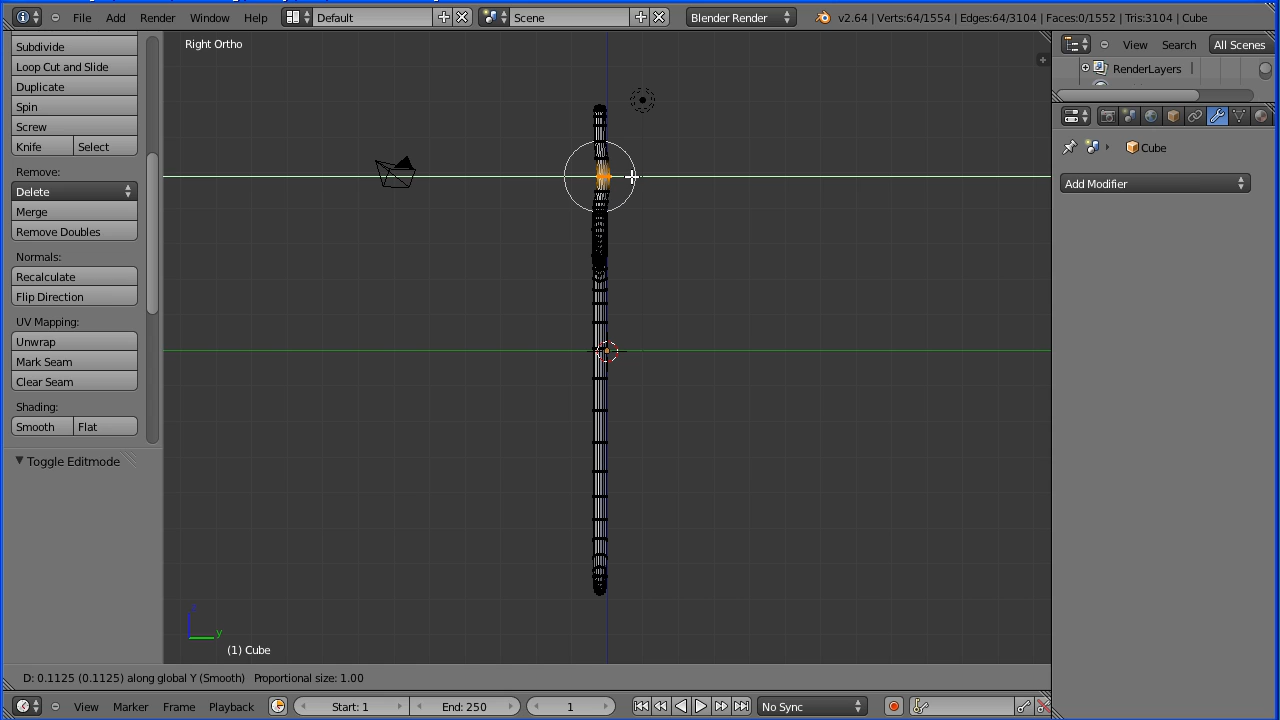 File Add Render Window Help Default Scene Blender Render v2.64 | Verts:64/1554 | Edges:64/3104 | Faces:0/1552 | Tris:3104 | Cube
Subdivide
Loop Cut and Slide
Duplicate
Spin
Screw
Knife Select
Remove:
Delete
Merge
Remove Doubles
Normals:
Recalculate
Flip Direction
UV Mapping:
Unwrap
Mark Seam
Clear Seam
Shading:
Smooth Flat
Toggle Editmode
Right Ortho
z
y
(1) Cube
D: 0.1125 (0.1125) along global Y (Smooth) Proportional size: 1.00
View Search All Scenes
RenderLayers
Cube
Add Modifier
View Marker Frame Playback Start: 1 End: 250 1 No Sync